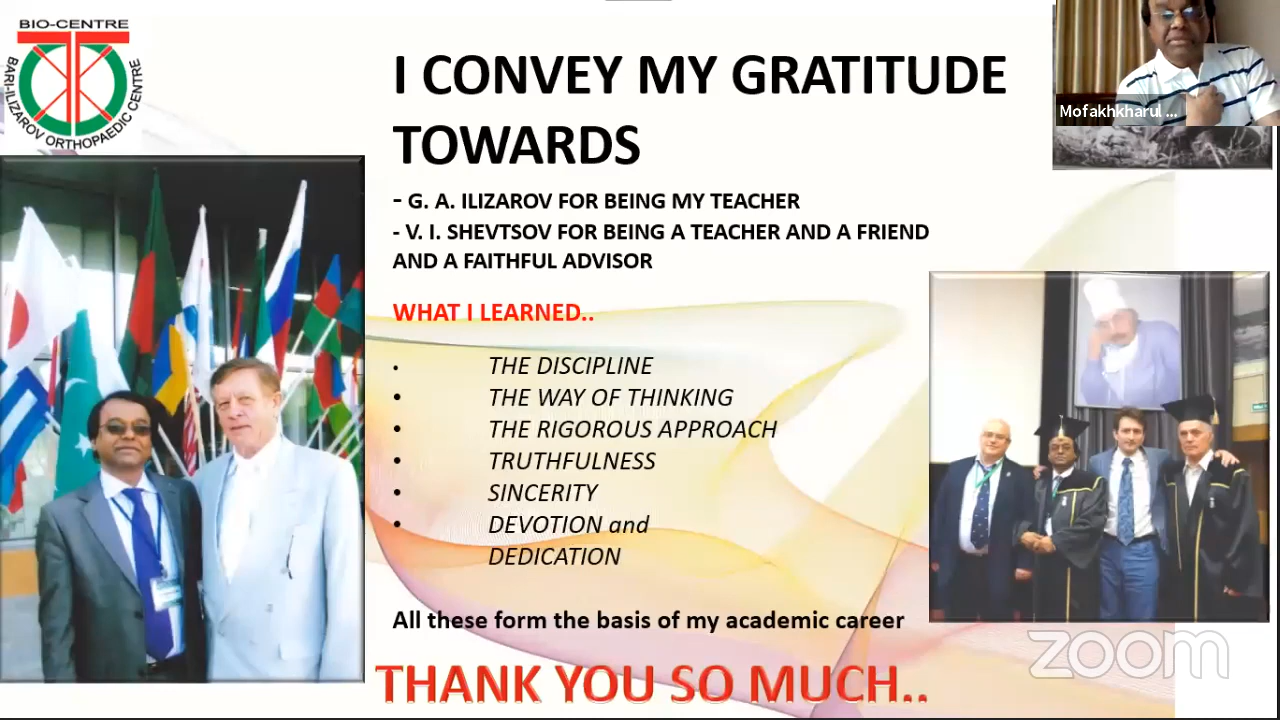 BIO-CENTRE
BARI-ILIZAROV ORTHOPAEDIC CENTRE
I CONVEY MY GRATITUDE
TOWARDS
- G. A. ILIZAROV FOR BEING MY TEACHER
- V. I. SHEVTSOV FOR BEING A TEACHER AND A FRIEND
AND A FAITHFUL ADVISOR
WHAT I LEARNED..
• THE DISCIPLINE
• THE WAY OF THINKING
• THE RIGOROUS APPROACH
• TRUTHFULNESS
• SINCERITY
• DEVOTION and
DEDICATION
All these form the basis of my academic career
THANK YOU SO MUCH..
Mofakhkharul ...
zoom